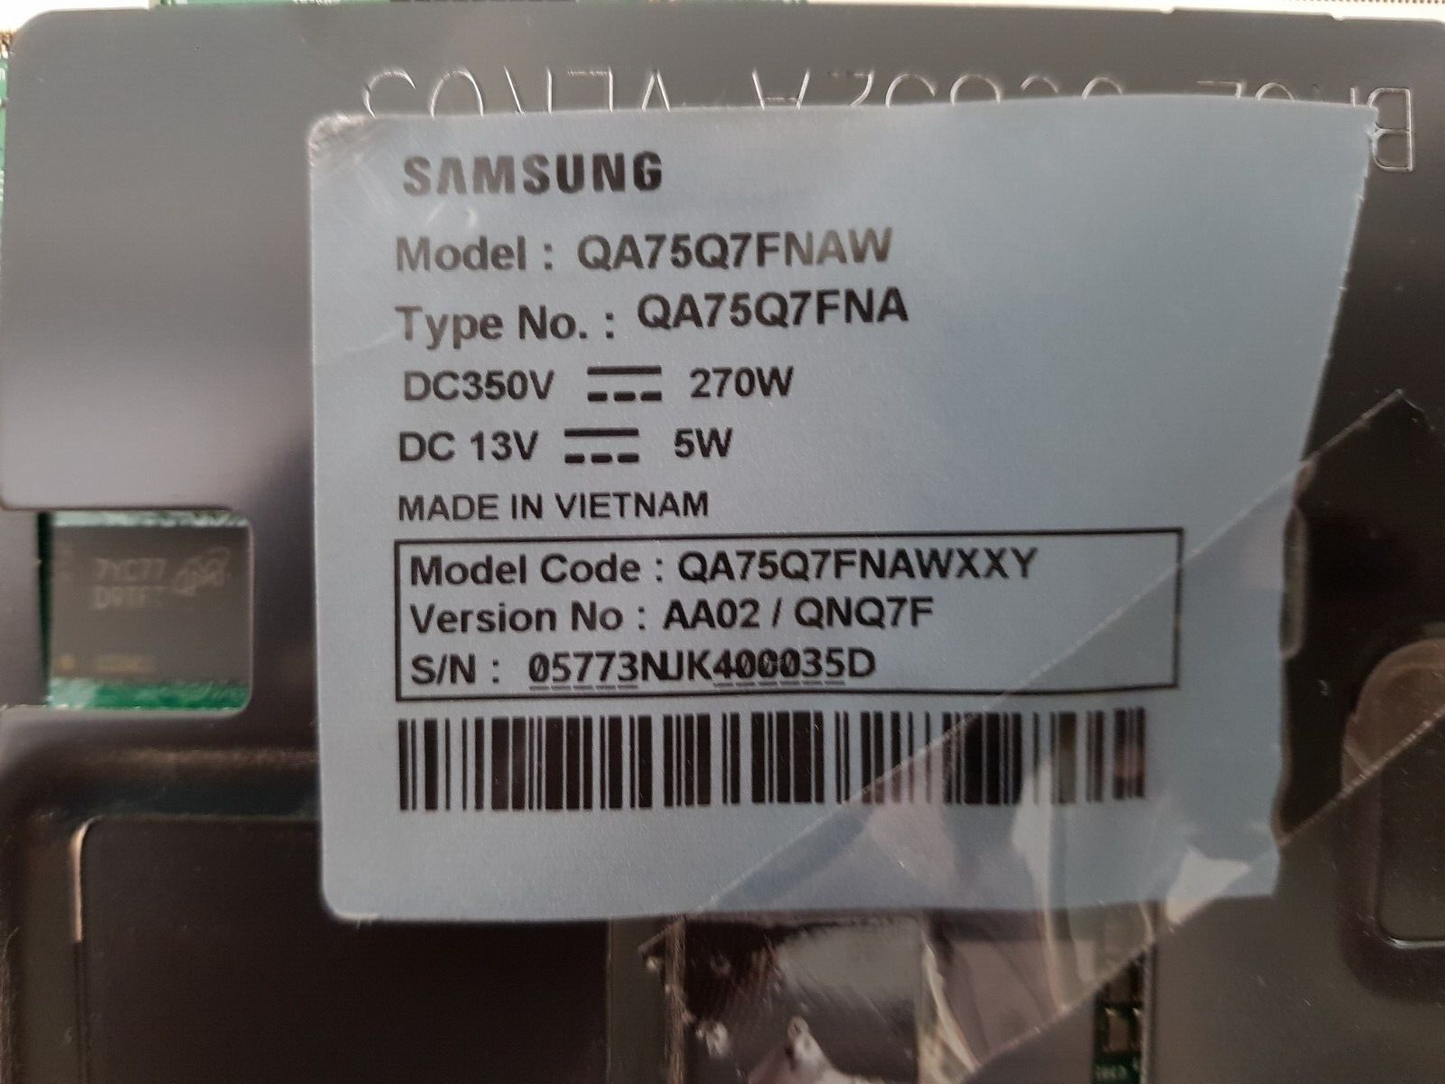 SAMSUNG
Model : QA75Q7FNAW
Type No. : QA75Q7FNA
DC350V 270W
DC 13V 5W
MADE IN VIETNAM
Model Code : QA75Q7FNAWXXY
Version No : AA02 / QNQ7F
S/N : 05773NJK400035D